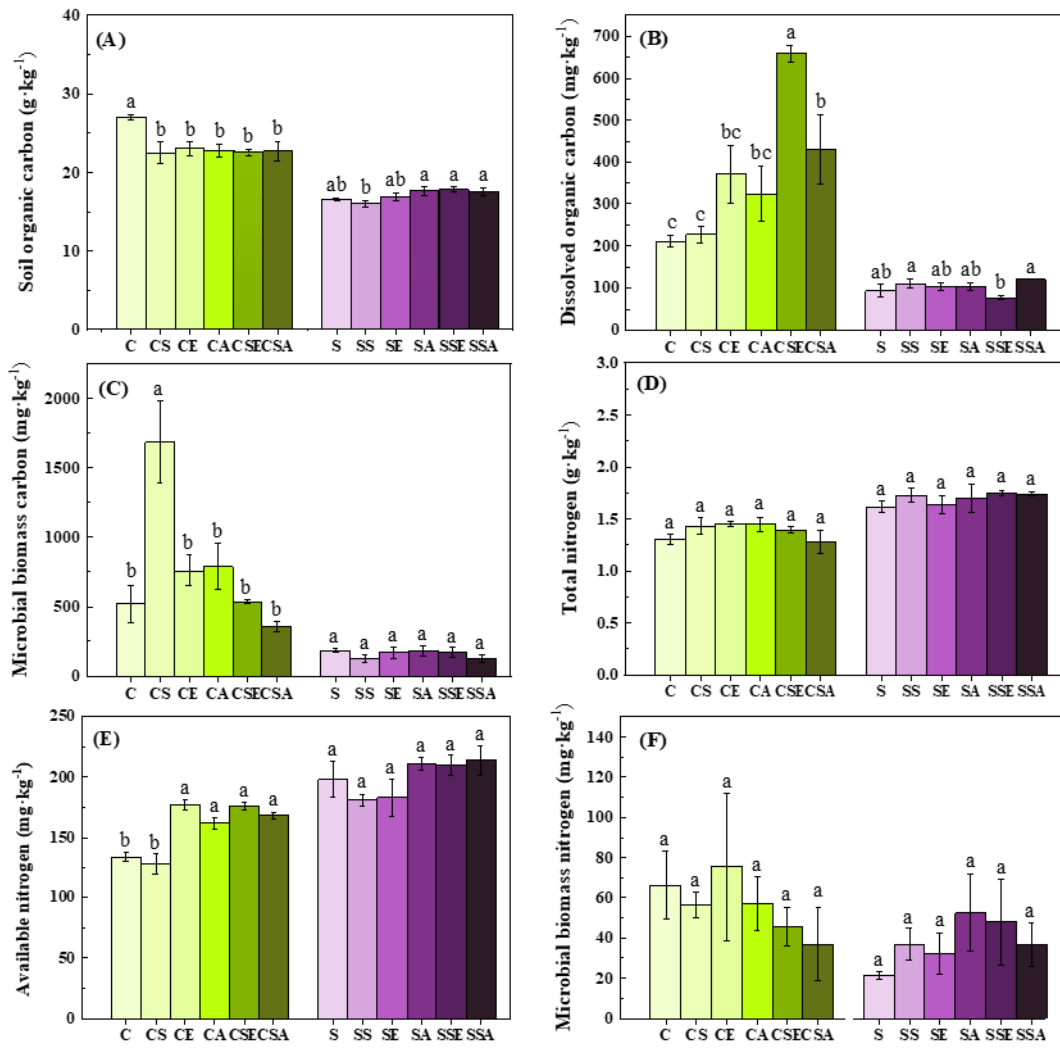 (A)
Soil organic carbon (g·kg-1)
40
30
20
10
0
a b b b b b
ab b ab a a a
C CS CE CA CSE CSA S SS SE SA SSE SSA
(B)
Dissolved organic carbon (mg·kg-1)
700
600
500
400
300
200
100
0
c c bc bc a b
ab a ab ab b a
C CS CE CA CSE CSA S SS SE SA SSE SSA
(C)
Microbial biomass carbon (mg·kg-1)
2000
1500
1000
500
0
b a b b b b
a a a a a a
C CS CE CA CSE CSA S SS SE SA SSE SSA
(D)
Total nitrogen (g·kg-1)
3.0
2.5
2.0
1.5
1.0
0.5
0.0
a a a a a a
a a a a a a
C CS CE CA CSE CSA S SS SE SA SSE SSA
(E)
Available nitrogen (mg·kg-1)
250
200
150
100
50
0
b b a a a a
a a a a a a
C CS CE CA CSE CSA S SS SE SA SSE SSA
(F)
Microbial biomass nitrogen (mg·kg-1)
140
120
100
80
60
40
20
0
a a a a a a
a a a a a a
C CS CE CA CSE CSA S SS SE SA SSE SSA